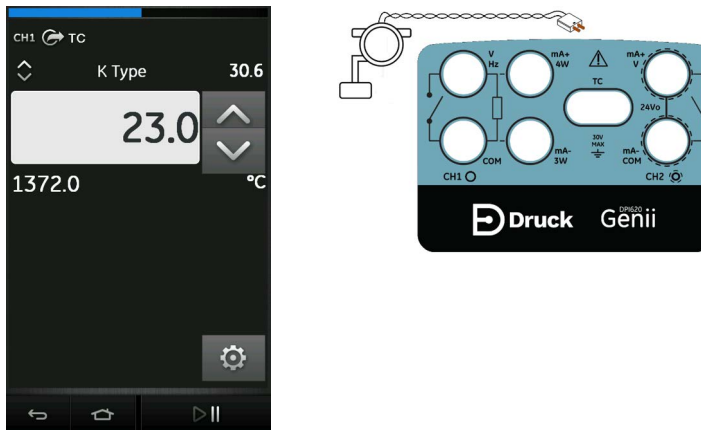 CH1 TC
K Type 30.6
23.0
1372.0 °C
V
Hz
mA+
4W
TC
mA+
V
24Vo
30V
MAX
COM
mA-
3W
mA-
COM
CH1
CH2
Druck
DPI620
Genii